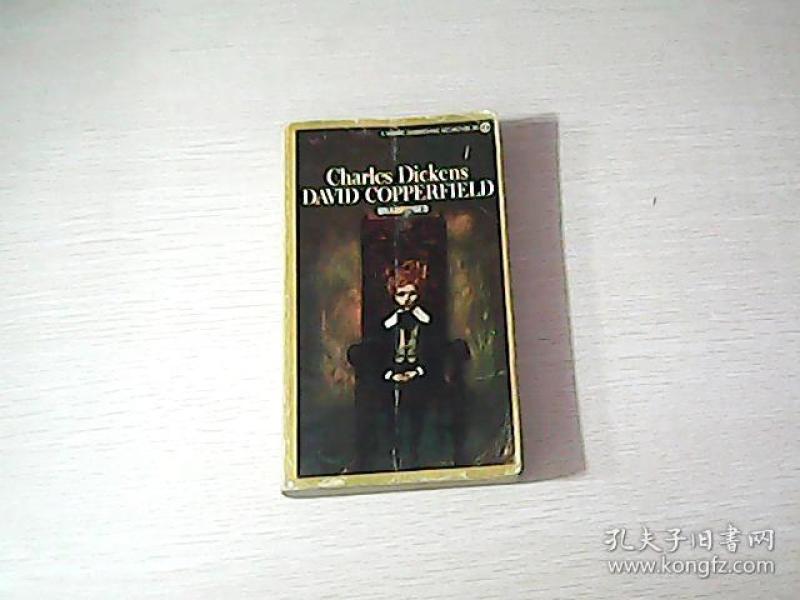 Charles Dickens
DAVID COPPERFIELD
孔夫子旧书网
www.kongfz.com